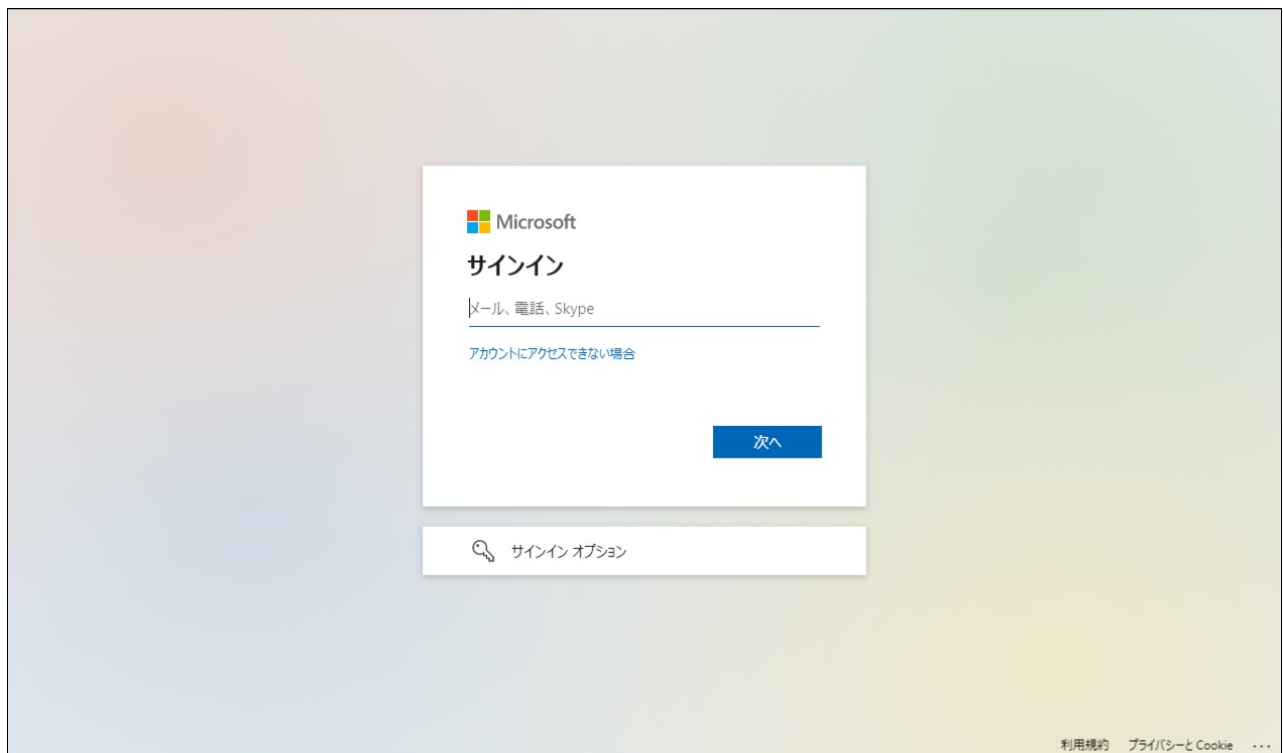 Microsoft
サインイン
メール、電話、Skype
アカウントにアクセスできない場合
次へ
サインイン オプション
利用規約 プライバシーと Cookie ...